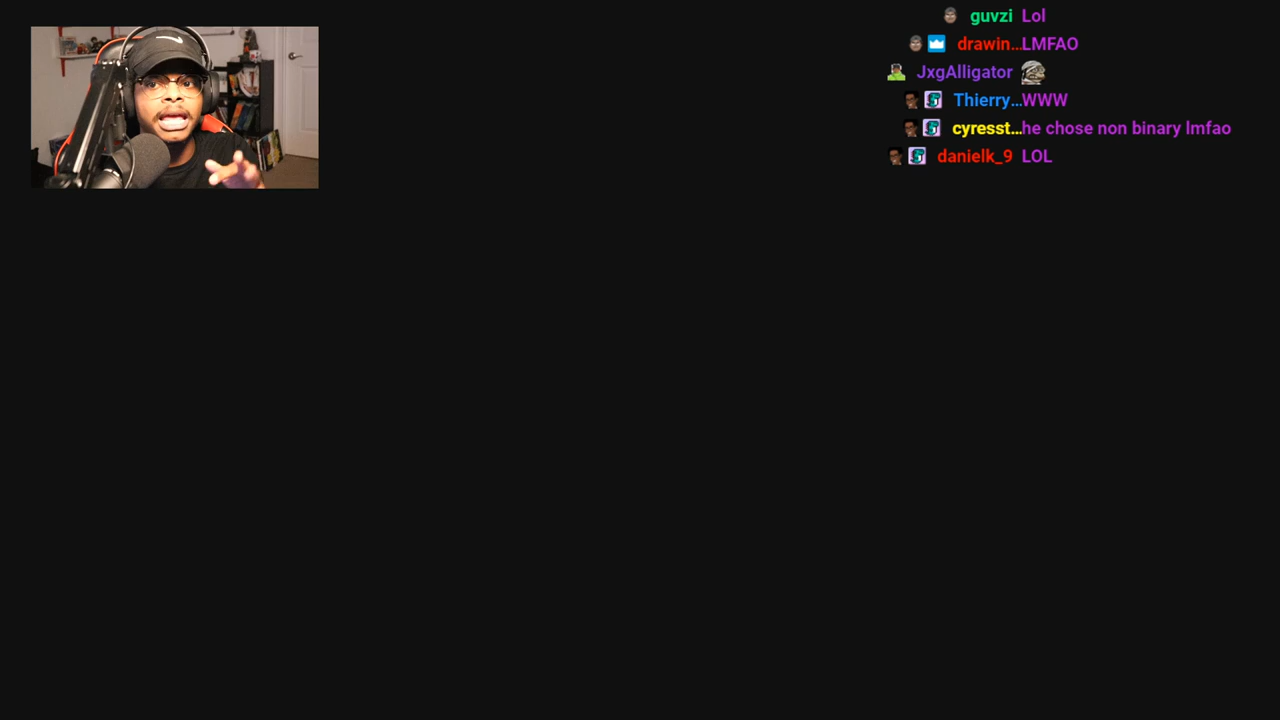 guvzi Lol
drawin...LMFAO
JxgAlligator
Thierry...WWW
cyresst...he chose non binary lmfao
danielk_9 LOL